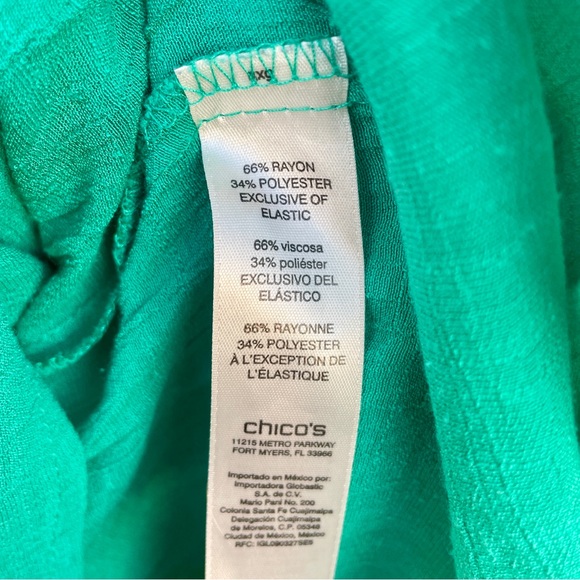 66% RAYON
34% POLYESTER
EXCLUSIVE OF
ELASTIC
66% viscosa
34% poliéster
EXCLUSIVO DEL
ELÁSTICO
66% RAYONNE
34% POLYESTER
À L'EXCEPTION DE
L'ÉLASTIQUE
chico's
11215 METRO PARKWAY
FORT MYERS, FL 33966
Importado en México por:
Importadora Globastic
S.A. de C.V.
Mario Pani No. 200
Colonia Santa Fe Cuajimalpa
Delegación Cuajimalpa
de Morelos, C.P. 05348
Ciudad de México, México
RFC: IGL090327SE9